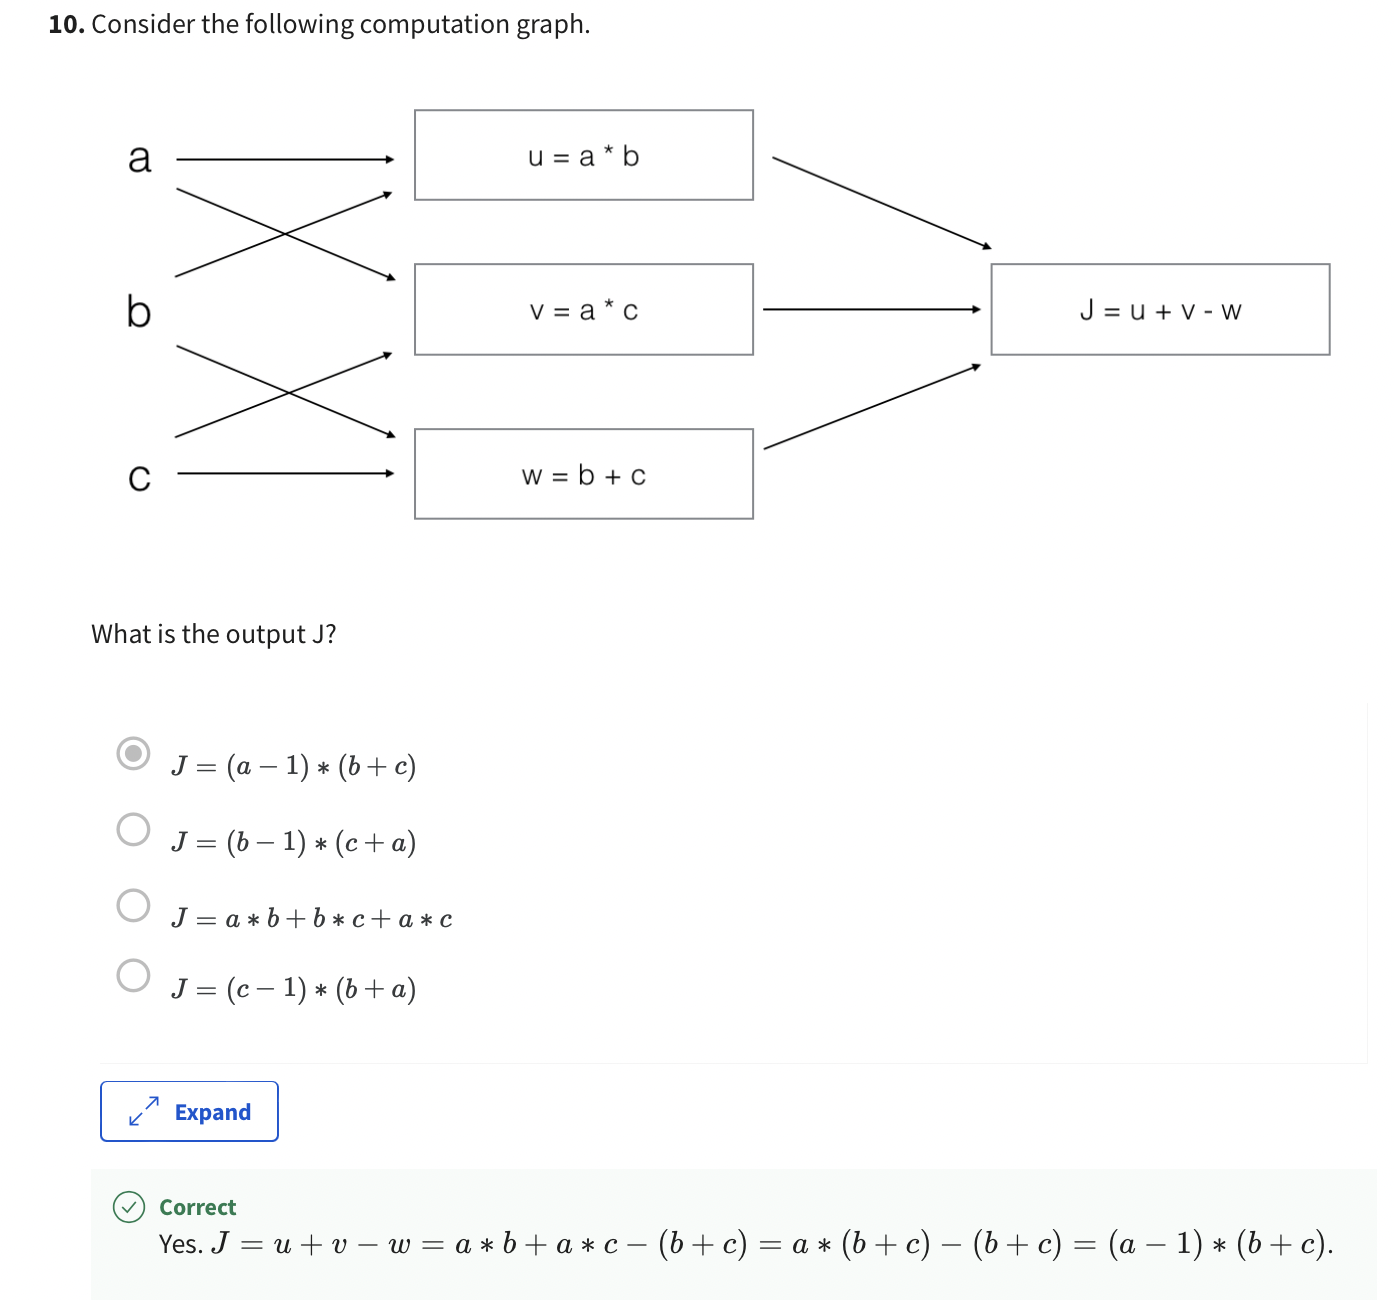 10. Consider the following computation graph.
a
u = a * b
b
v = a * c
J = u + v - w
c
w = b + c
What is the output J?
J = (a − 1) ∗ (b + c)
J = (b − 1) ∗ (c + a)
J = a ∗ b + b ∗ c + a ∗ c
J = (c − 1) ∗ (b + a)
Expand
Correct
Yes. J = u + v − w = a ∗ b + a ∗ c − (b + c) = a ∗ (b + c) − (b + c) = (a − 1) ∗ (b + c).